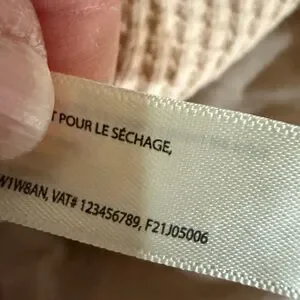 POUR LE SÉCHAGE,
W1W8AN, VAT# 123456789, F21J05006